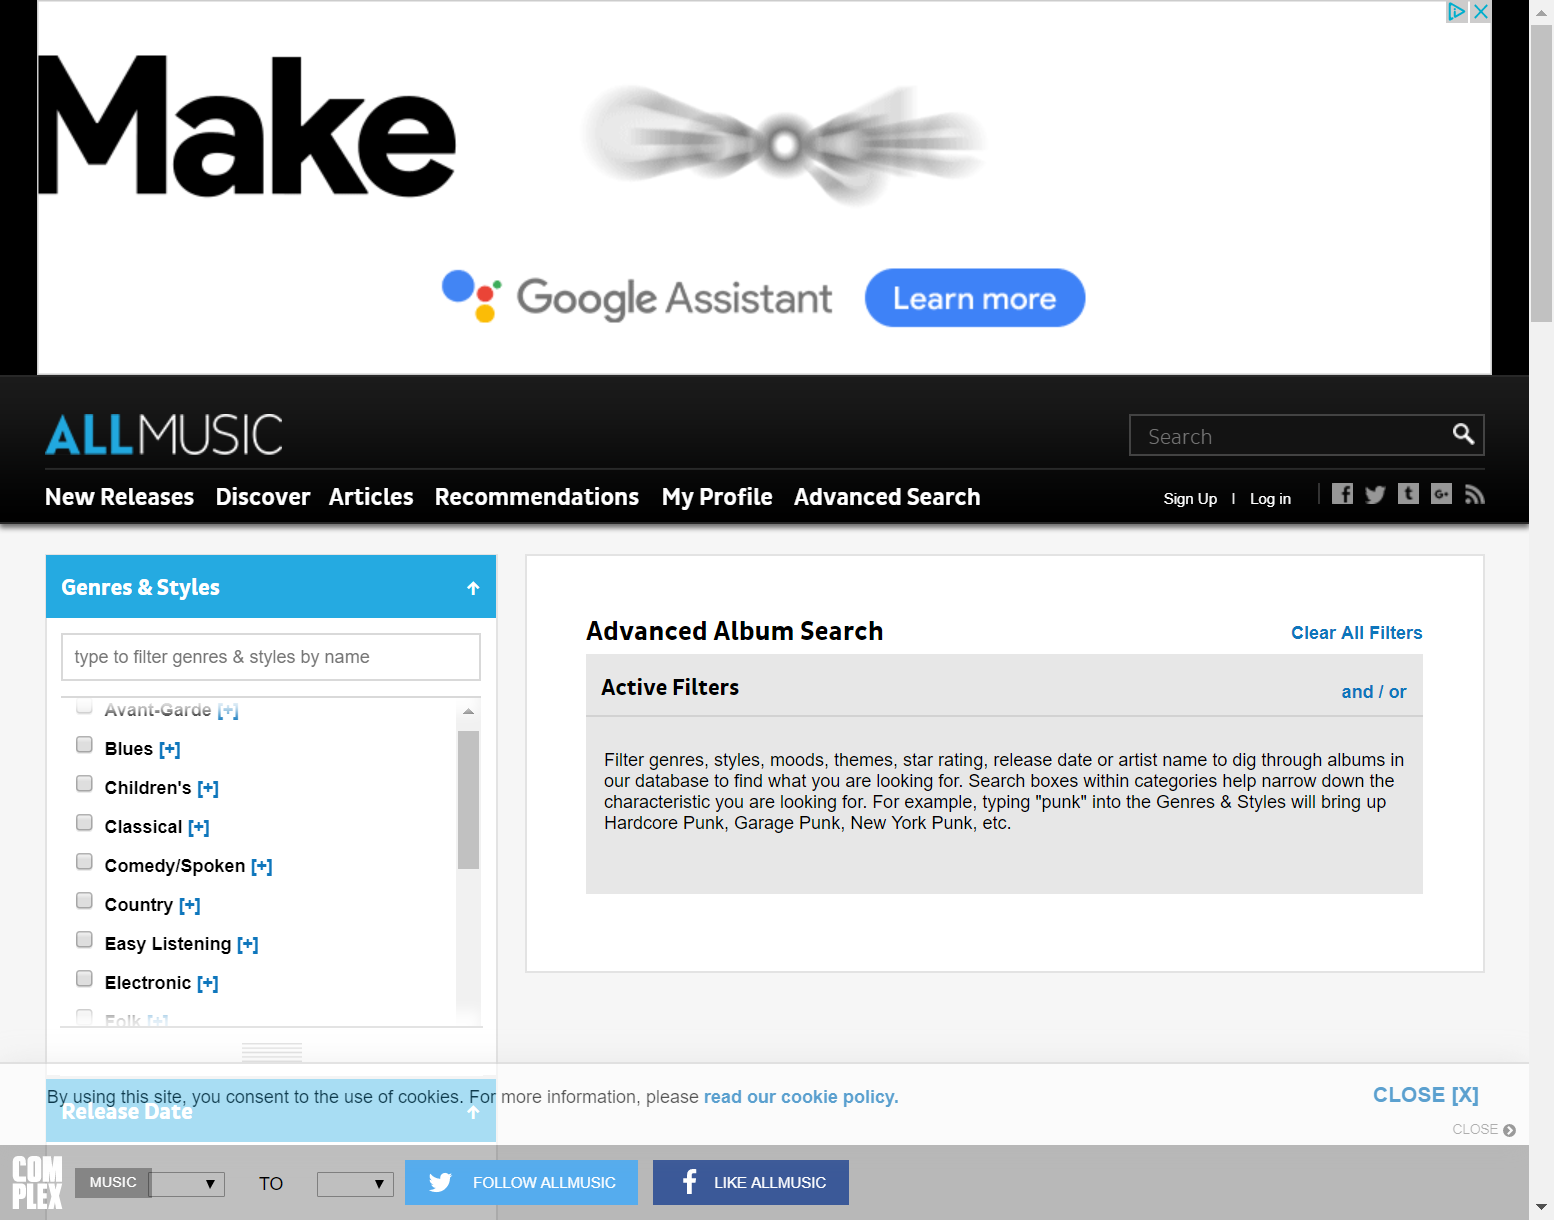 Make
Google Assistant
Learn more
ALLMUSIC
Search
New Releases Discover Articles Recommendations My Profile Advanced Search
Sign Up | Log in
Genres & Styles
type to filter genres & styles by name
Avant-Garde [+]
Blues [+]
Children's [+]
Classical [+]
Comedy/Spoken [+]
Country [+]
Easy Listening [+]
Electronic [+]
Folk [+]
Advanced Album Search
Clear All Filters
Active Filters
and / or
Filter genres, styles, moods, themes, star rating, release date or artist name to dig through albums in
our database to find what you are looking for. Search boxes within categories help narrow down the
characteristic you are looking for. For example, typing "punk" into the Genres & Styles will bring up
Hardcore Punk, Garage Punk, New York Punk, etc.
By using this site, you consent to the use of cookies. For more information, please read our cookie policy.
CLOSE [X]
Release Date
CLOSE
COMPLEX
MUSIC
TO
FOLLOW ALLMUSIC
LIKE ALLMUSIC